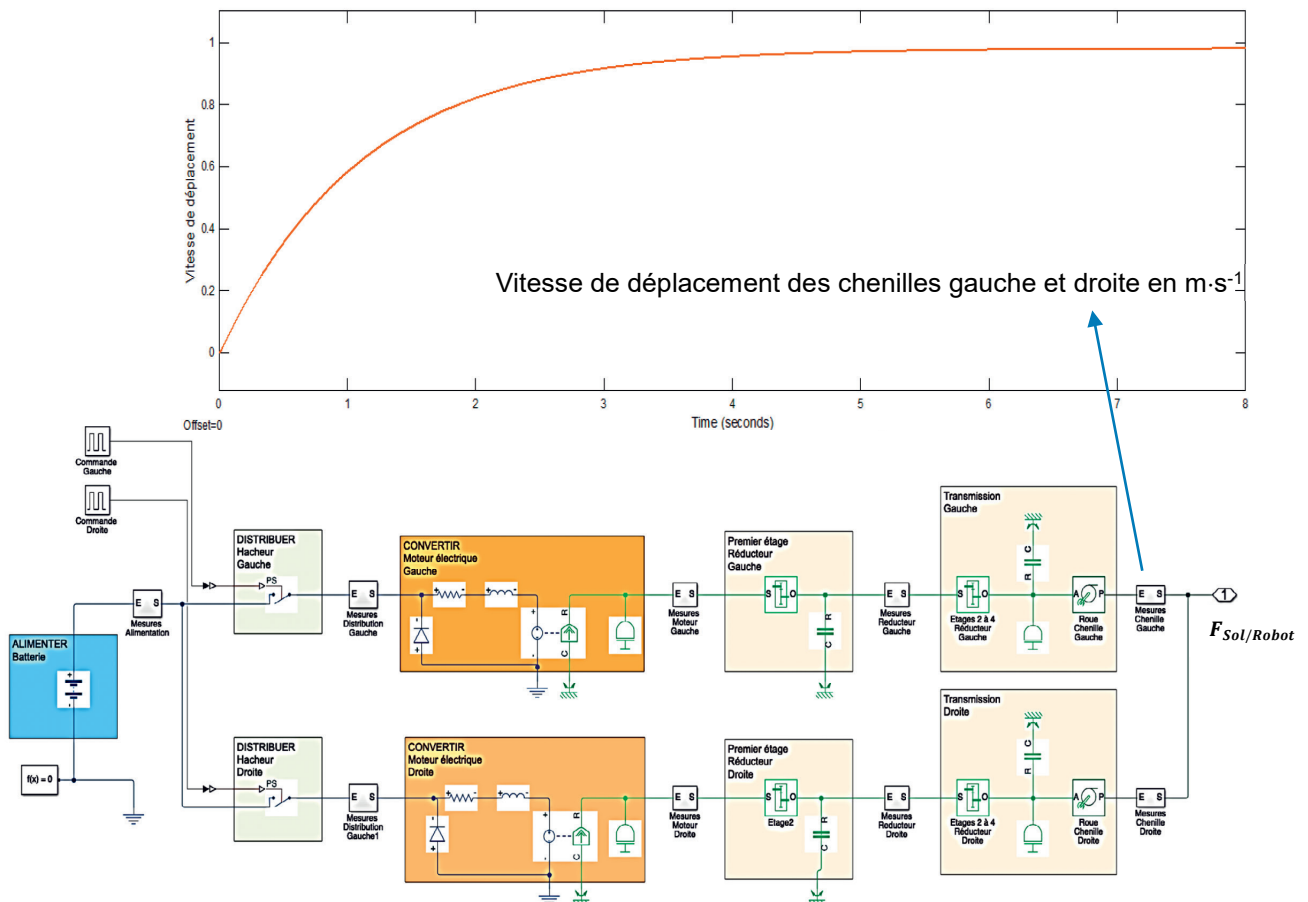 1
0.8
0.6
0.4
0.2
0
Vitesse de déplacement
Vitesse de déplacement des chenilles gauche et droite en m·s-1
0 1 2 3 4 5 6 7 8
Offset=0
Time (seconds)
Commande
Gauche
Commande
Droite
DISTRIBUER
Hacheur
Gauche
PS
CONVERTIR
Moteur électrique
Gauche
Premier étage
Réducteur
Gauche
Transmission
Gauche
E S
Mesures
Alimentation
E S
Mesures
Distribution
Gauche
+ -
+ -
-
+
+
-
R
C
E S
Mesures
Moteur
Gauche
S O
R
C
E S
Mesures
Reducteur
Gauche
C
R
S O
Etages 2 à 4
Réducteur
Gauche
A P
Roue
Chenille
Gauche
E S
Mesures
Chenille
Gauche
1
F Sol/Robot
ALIMENTER
Batterie
+
-
f(x) = 0
DISTRIBUER
Hacheur
Droite
PS
CONVERTIR
Moteur électrique
Droite
Premier étage
Réducteur
Droite
Transmission
Droite
E S
Mesures
Distribution
Gauche1
+ -
+ -
-
+
+
-
R
C
E S
Mesures
Moteur
Droite
S O
Etage2
R
C
E S
Mesures
Reducteur
Droite
C
R
S O
Etages 2 à 4
Réducteur
Droite
A P
Roue
Chenille
Droite
E S
Mesures
Chenille
Droite